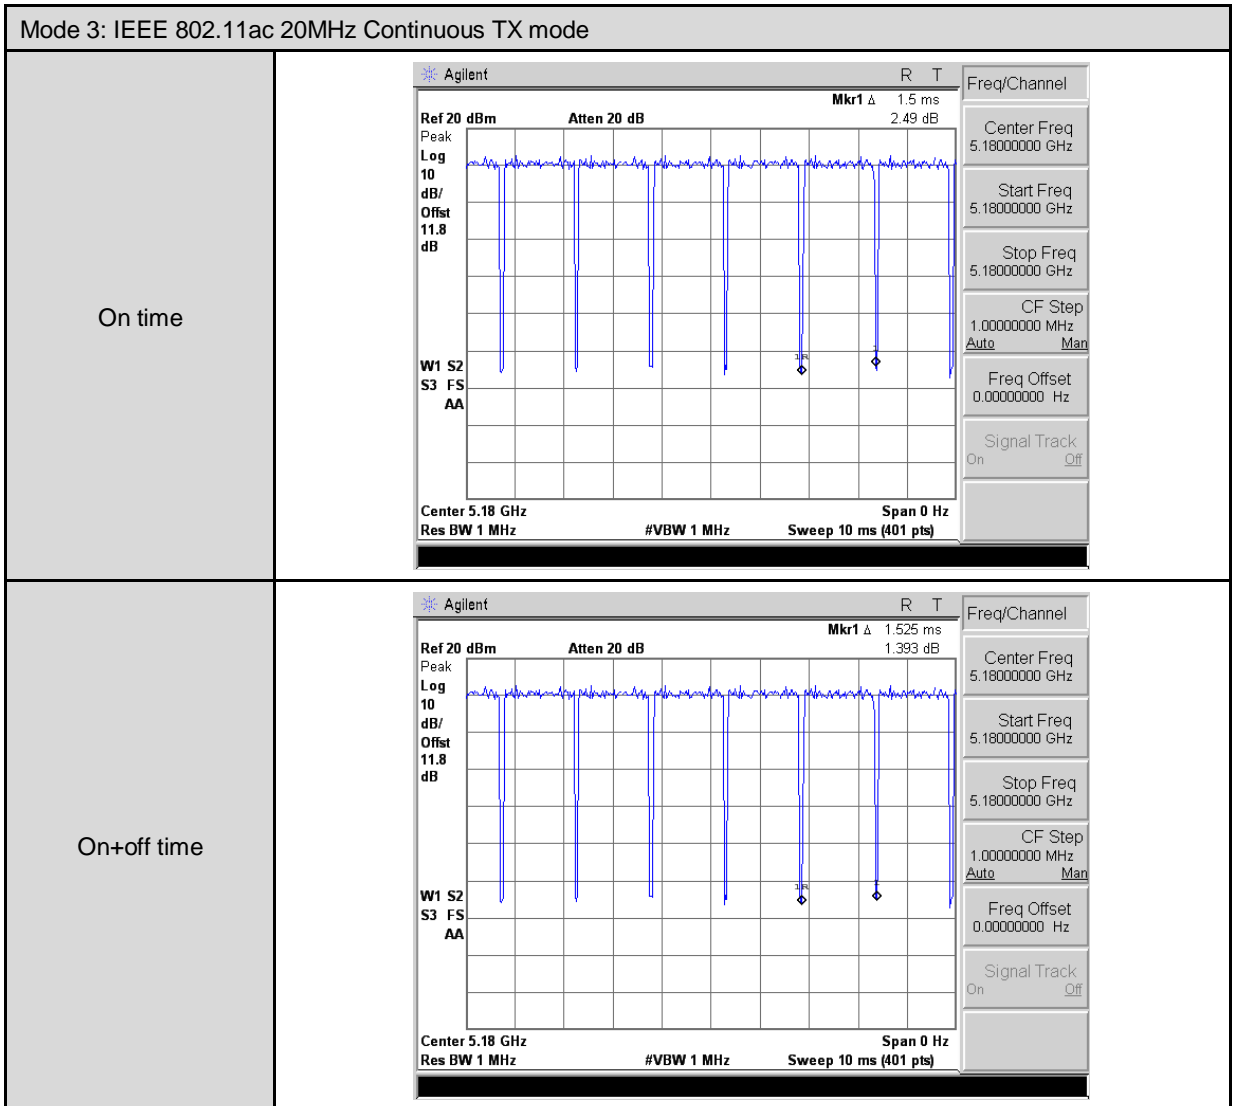 Mode 3: IEEE 802.11ac 20MHz Continuous TX mode
On time
Agilent
R T
Mkr1 Δ 1.5 ms
Ref 20 dBm Atten 20 dB 2.49 dB
Peak
Log
10
dB/
Offst
11.8
dB
W1 S2
S3 FS
AA
1R
1
Center 5.18 GHz Span 0 Hz
Res BW 1 MHz #VBW 1 MHz Sweep 10 ms (401 pts)
Freq/Channel
Center Freq
5.18000000 GHz
Start Freq
5.18000000 GHz
Stop Freq
5.18000000 GHz
CF Step
1.00000000 MHz
Auto Man
Freq Offset
0.00000000 Hz
Signal Track
On Off
On+off time
Agilent
R T
Mkr1 Δ 1.525 ms
Ref 20 dBm Atten 20 dB 1.393 dB
Peak
Log
10
dB/
Offst
11.8
dB
W1 S2
S3 FS
AA
1R
1
Center 5.18 GHz Span 0 Hz
Res BW 1 MHz #VBW 1 MHz Sweep 10 ms (401 pts)
Freq/Channel
Center Freq
5.18000000 GHz
Start Freq
5.18000000 GHz
Stop Freq
5.18000000 GHz
CF Step
1.00000000 MHz
Auto Man
Freq Offset
0.00000000 Hz
Signal Track
On Off